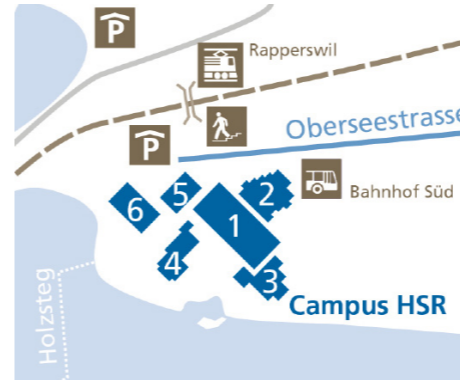 P
Rapperswil
P
Oberseestrasse
2
Bahnhof Süd
5
6
1
4
3
Campus HSR
Holzsteg